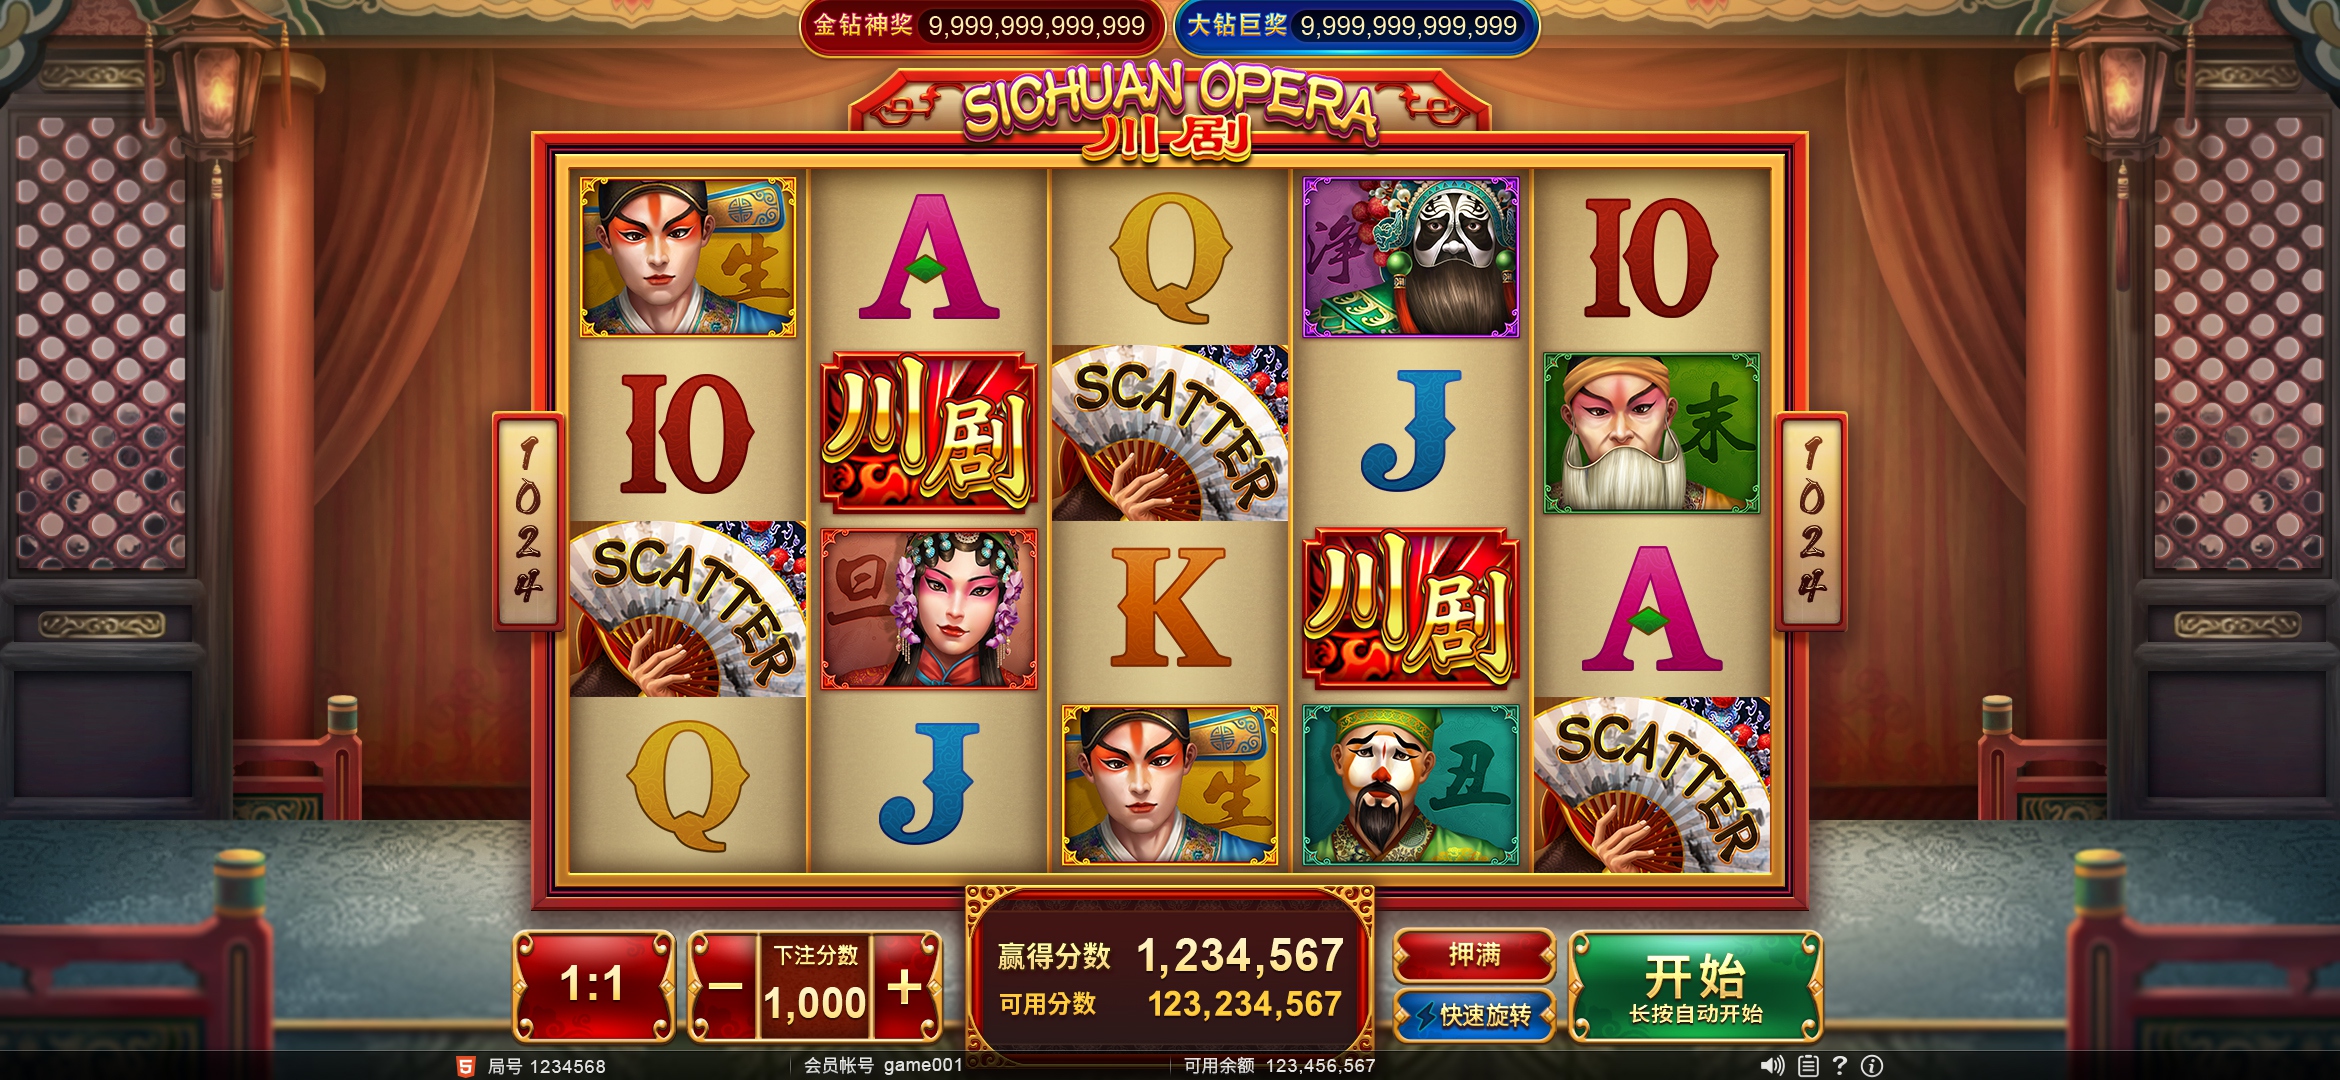 金钻神奖 9,999,999,999,999
大钻巨奖 9,999,999,999,999
SICHUAN OPERA
川剧
生
A
Q
净
10
10
川剧
SCATTER
J
末
1024
1024
SCATTER
旦
K
川剧
A
Q
J
生
丑
SCATTER
1:1
−
下注分数
1,000
+
赢得分数 1,234,567
可用分数 123,234,567
押满
快速旋转
开始
长按自动开始
5 局号 1234568
会员帐号 game001
可用余额 123,456,567
?
i